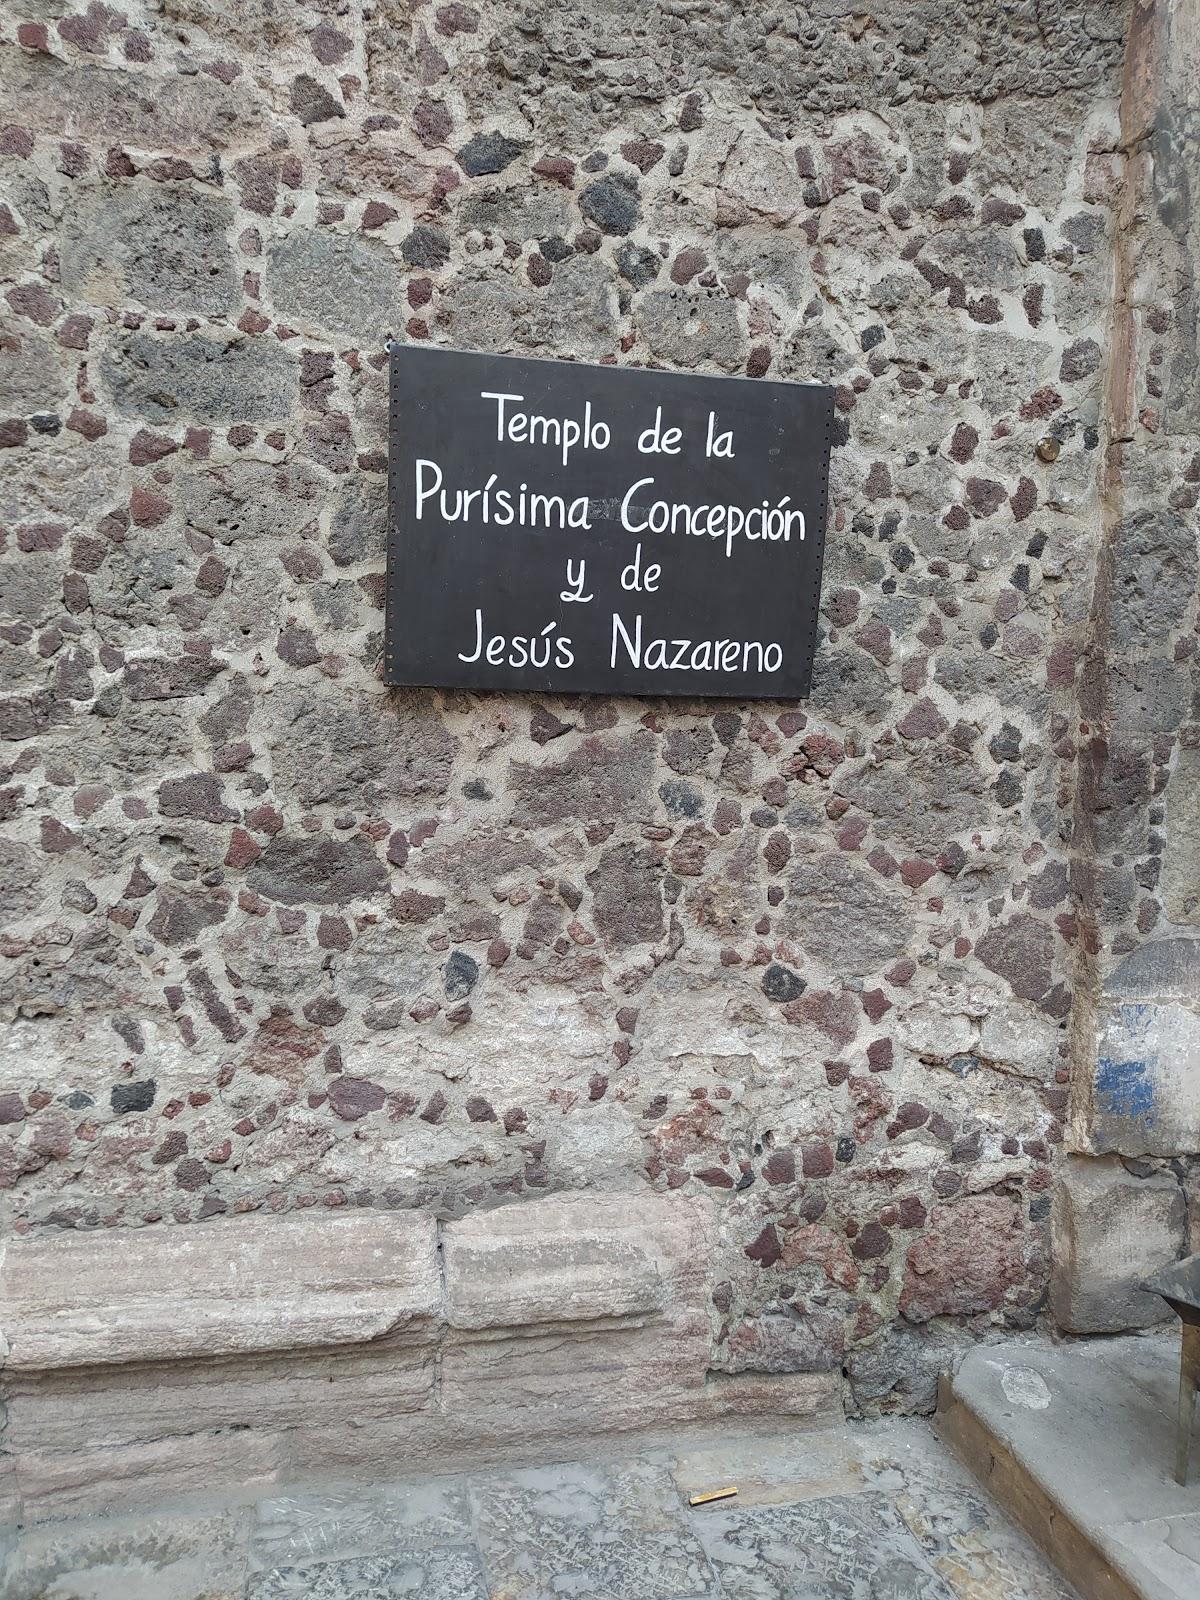 Templo de la
Purísima Concepción
y de
Jesús Nazareno